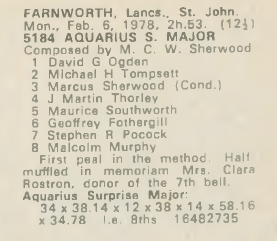 FARNWORTH, Lancs., St. John.
Mon., Feb. 6, 1978, 2h.53. (12½)
5184 AQUARIUS S. MAJOR
Composed by M. C. W. Sherwood
1 David G Ogden
2 Michael H Tompsett
3 Marcus Sherwood (Cond.)
4 J Martin Thorley
5 Maurice Southworth
6 Geoffrey Fothergill
7 Stephen R Pocock
8 Malcolm Murphy
First peal in the method. Half
muffled in memoriam Mrs. Clara
Rostron, donor of the 7th bell.
Aquarius Surprise Major:
34 x 38.14 x 12 x 38 x 14 x 58.16
x 34.78 l.e. 8ths 16482735